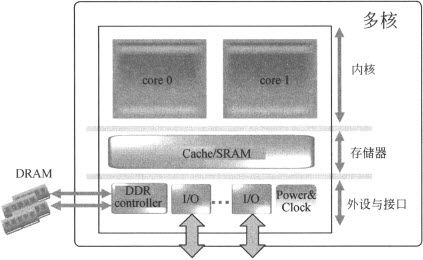 多核
core 0
core 1
内核
Cache/SRAM
存储器
DRAM
DDR
controller
I/O
...
I/O
Power&
Clock
外设与接口